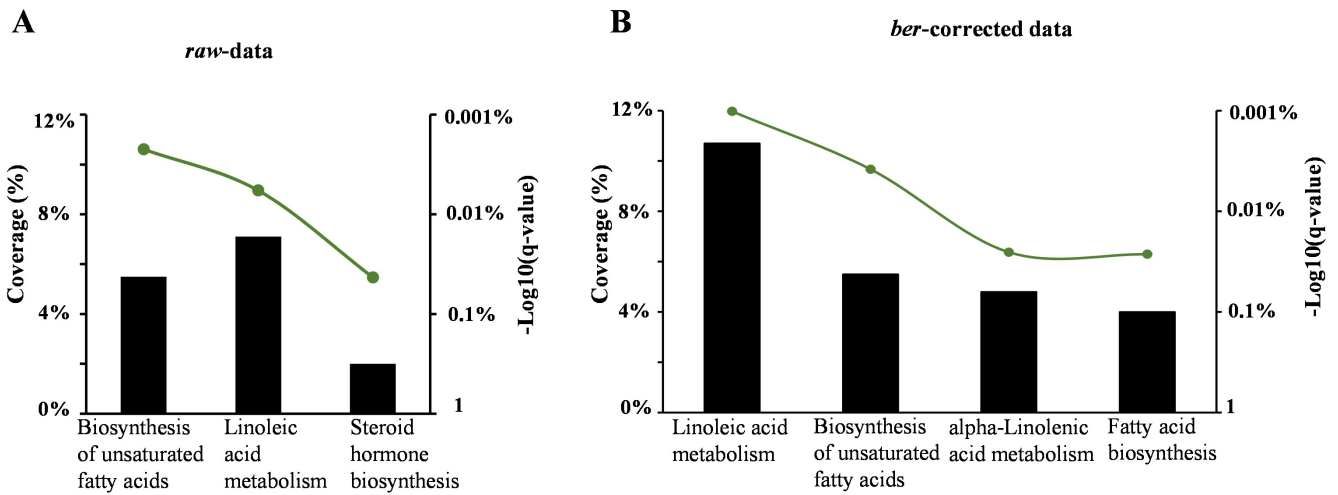 A
raw-data
12%
8%
4%
0%
Coverage (%)
0.001%
0.01%
0.1%
1
-Log10(q-value)
Biosynthesis
of unsaturated
fatty acids
Linoleic
acid
metabolism
Steroid
hormone
biosynthesis
B
ber-corrected data
12%
8%
4%
0%
Coverage (%)
0.001%
0.01%
0.1%
1
-Log10(q-value)
Linoleic acid
metabolism
Biosynthesis
of unsaturated
fatty acids
alpha-Linolenic
acid metabolism
Fatty acid
biosynthesis